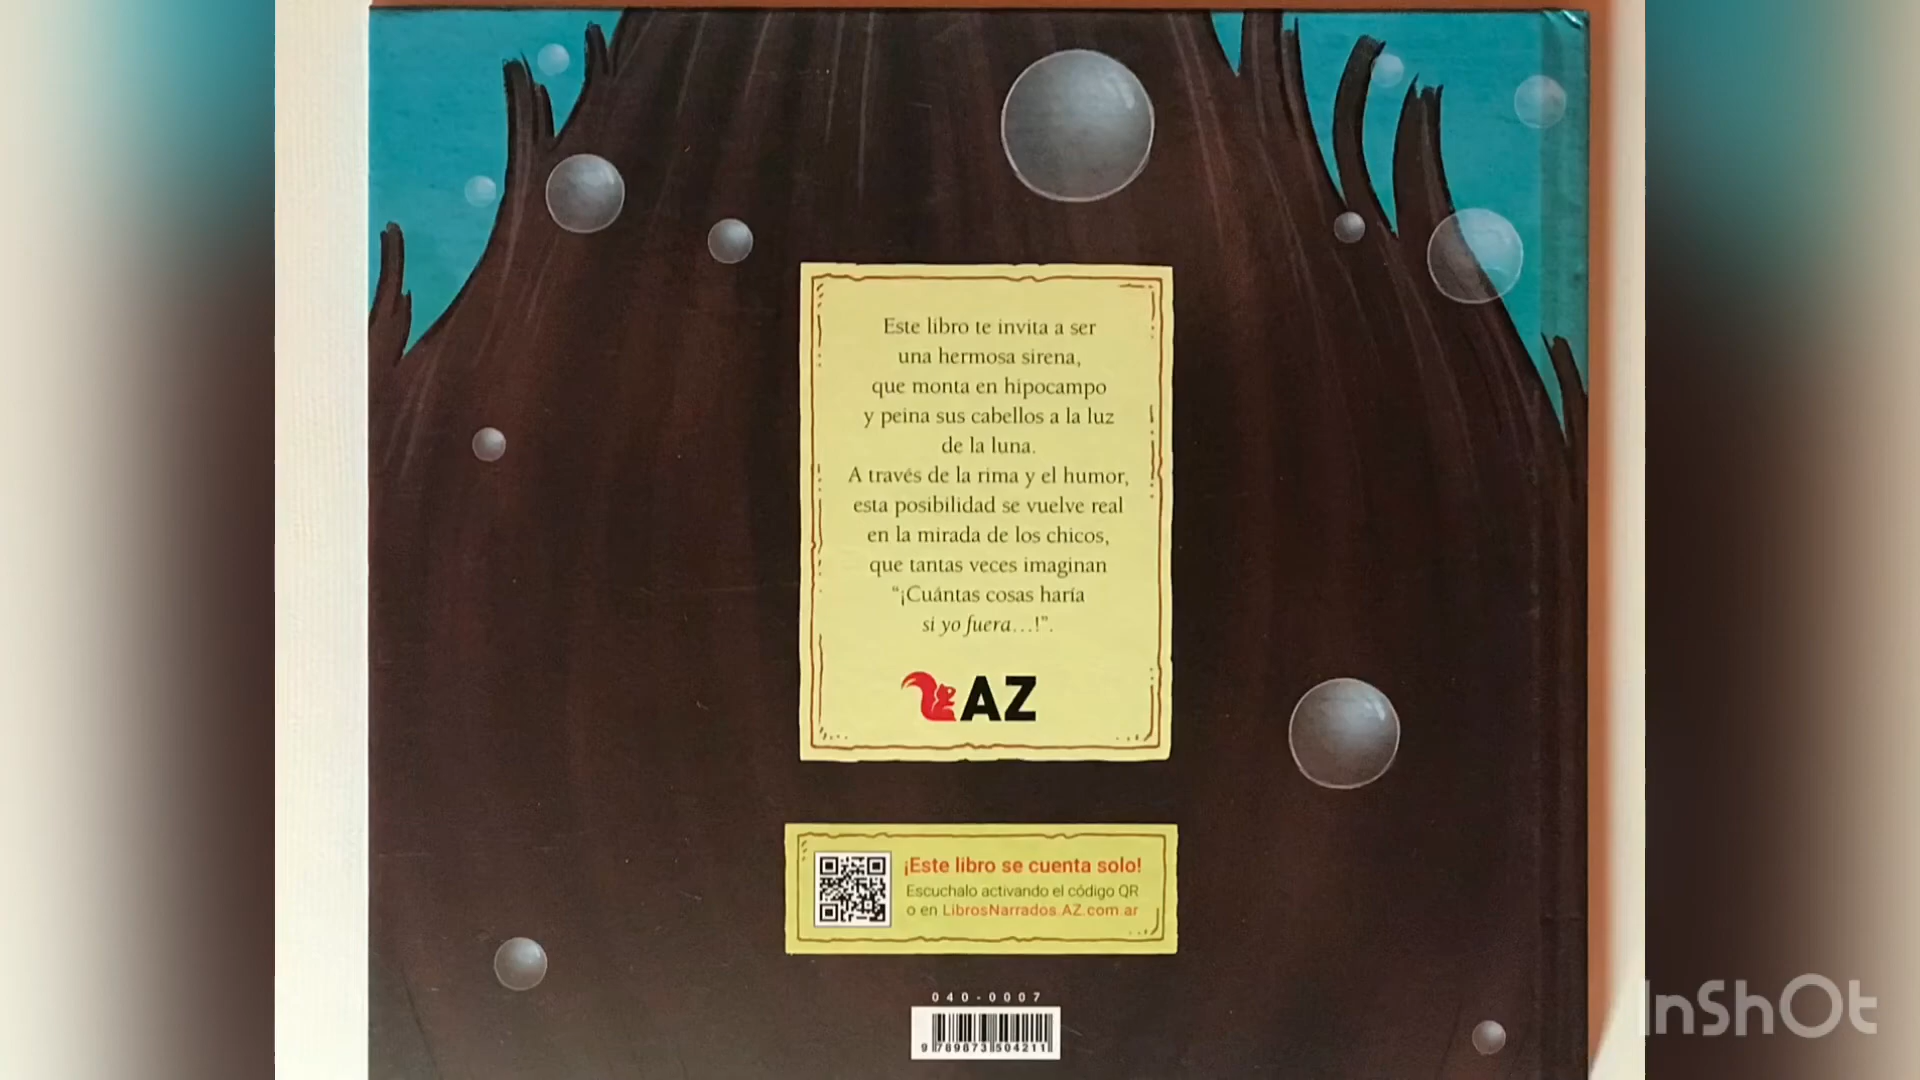 Este libro te invita a ser
una hermosa sirena,
que monta en hipocampo
y peina sus cabellos a la luz
de la luna.
A través de la rima y el humor,
esta posibilidad se vuelve real
en la mirada de los chicos,
que tantas veces imaginan
“¡Cuántas cosas haría
si yo fuera...!”.
AZ
¡Este libro se cuenta solo!
Escuchalo activando el código QR
o en LibrosNarrados.AZ.com.ar
040-0007
9 789873 504211
InShOt